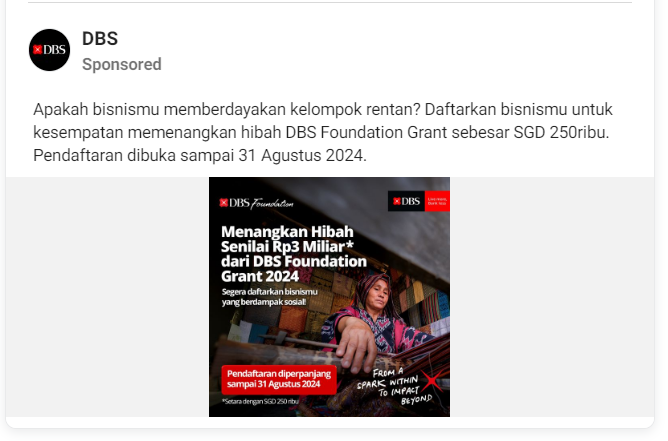 DBS
DBS
Sponsored
Apakah bisnismu memberdayakan kelompok rentan? Daftarkan bisnismu untuk
kesempatan memenangkan hibah DBS Foundation Grant sebesar SGD 250ribu.
Pendaftaran dibuka sampai 31 Agustus 2024.
DBS Foundation
DBS
Live more,
Bank less
Menangkan Hibah
Senilai Rp3 Miliar*
dari DBS Foundation
Grant 2024
Segera daftarkan bisnismu
yang berdampak sosial!
Pendaftaran diperpanjang
sampai 31 Agustus 2024
*Setara dengan SGD 250 ribu
FROM A
SPARK WITHIN
TO IMPACT
BEYOND